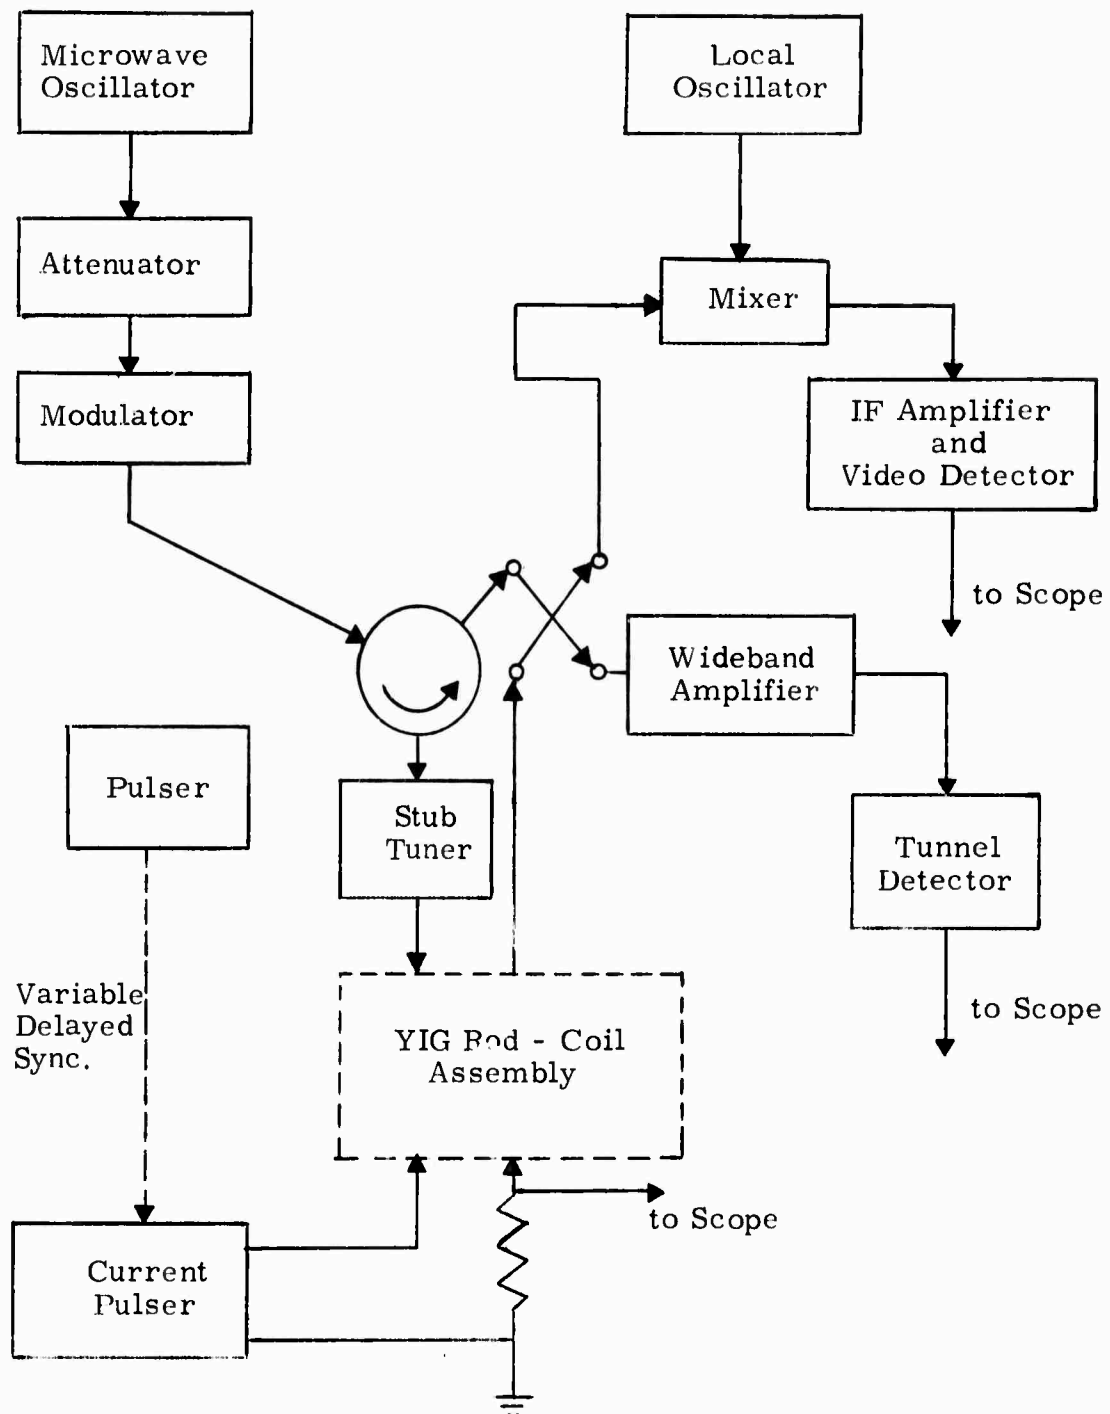 Microwave
Oscillator
Local
Oscillator
Attenuator
Mixer
Modulator
IF Amplifier
and
Video Detector
to Scope
Wideband
Amplifier
Pulser
Stub
Tuner
Tunnel
Detector
Variable
Delayed
Sync.
to Scope
YIG Rod - Coil
Assembly
to Scope
Current
Pulser